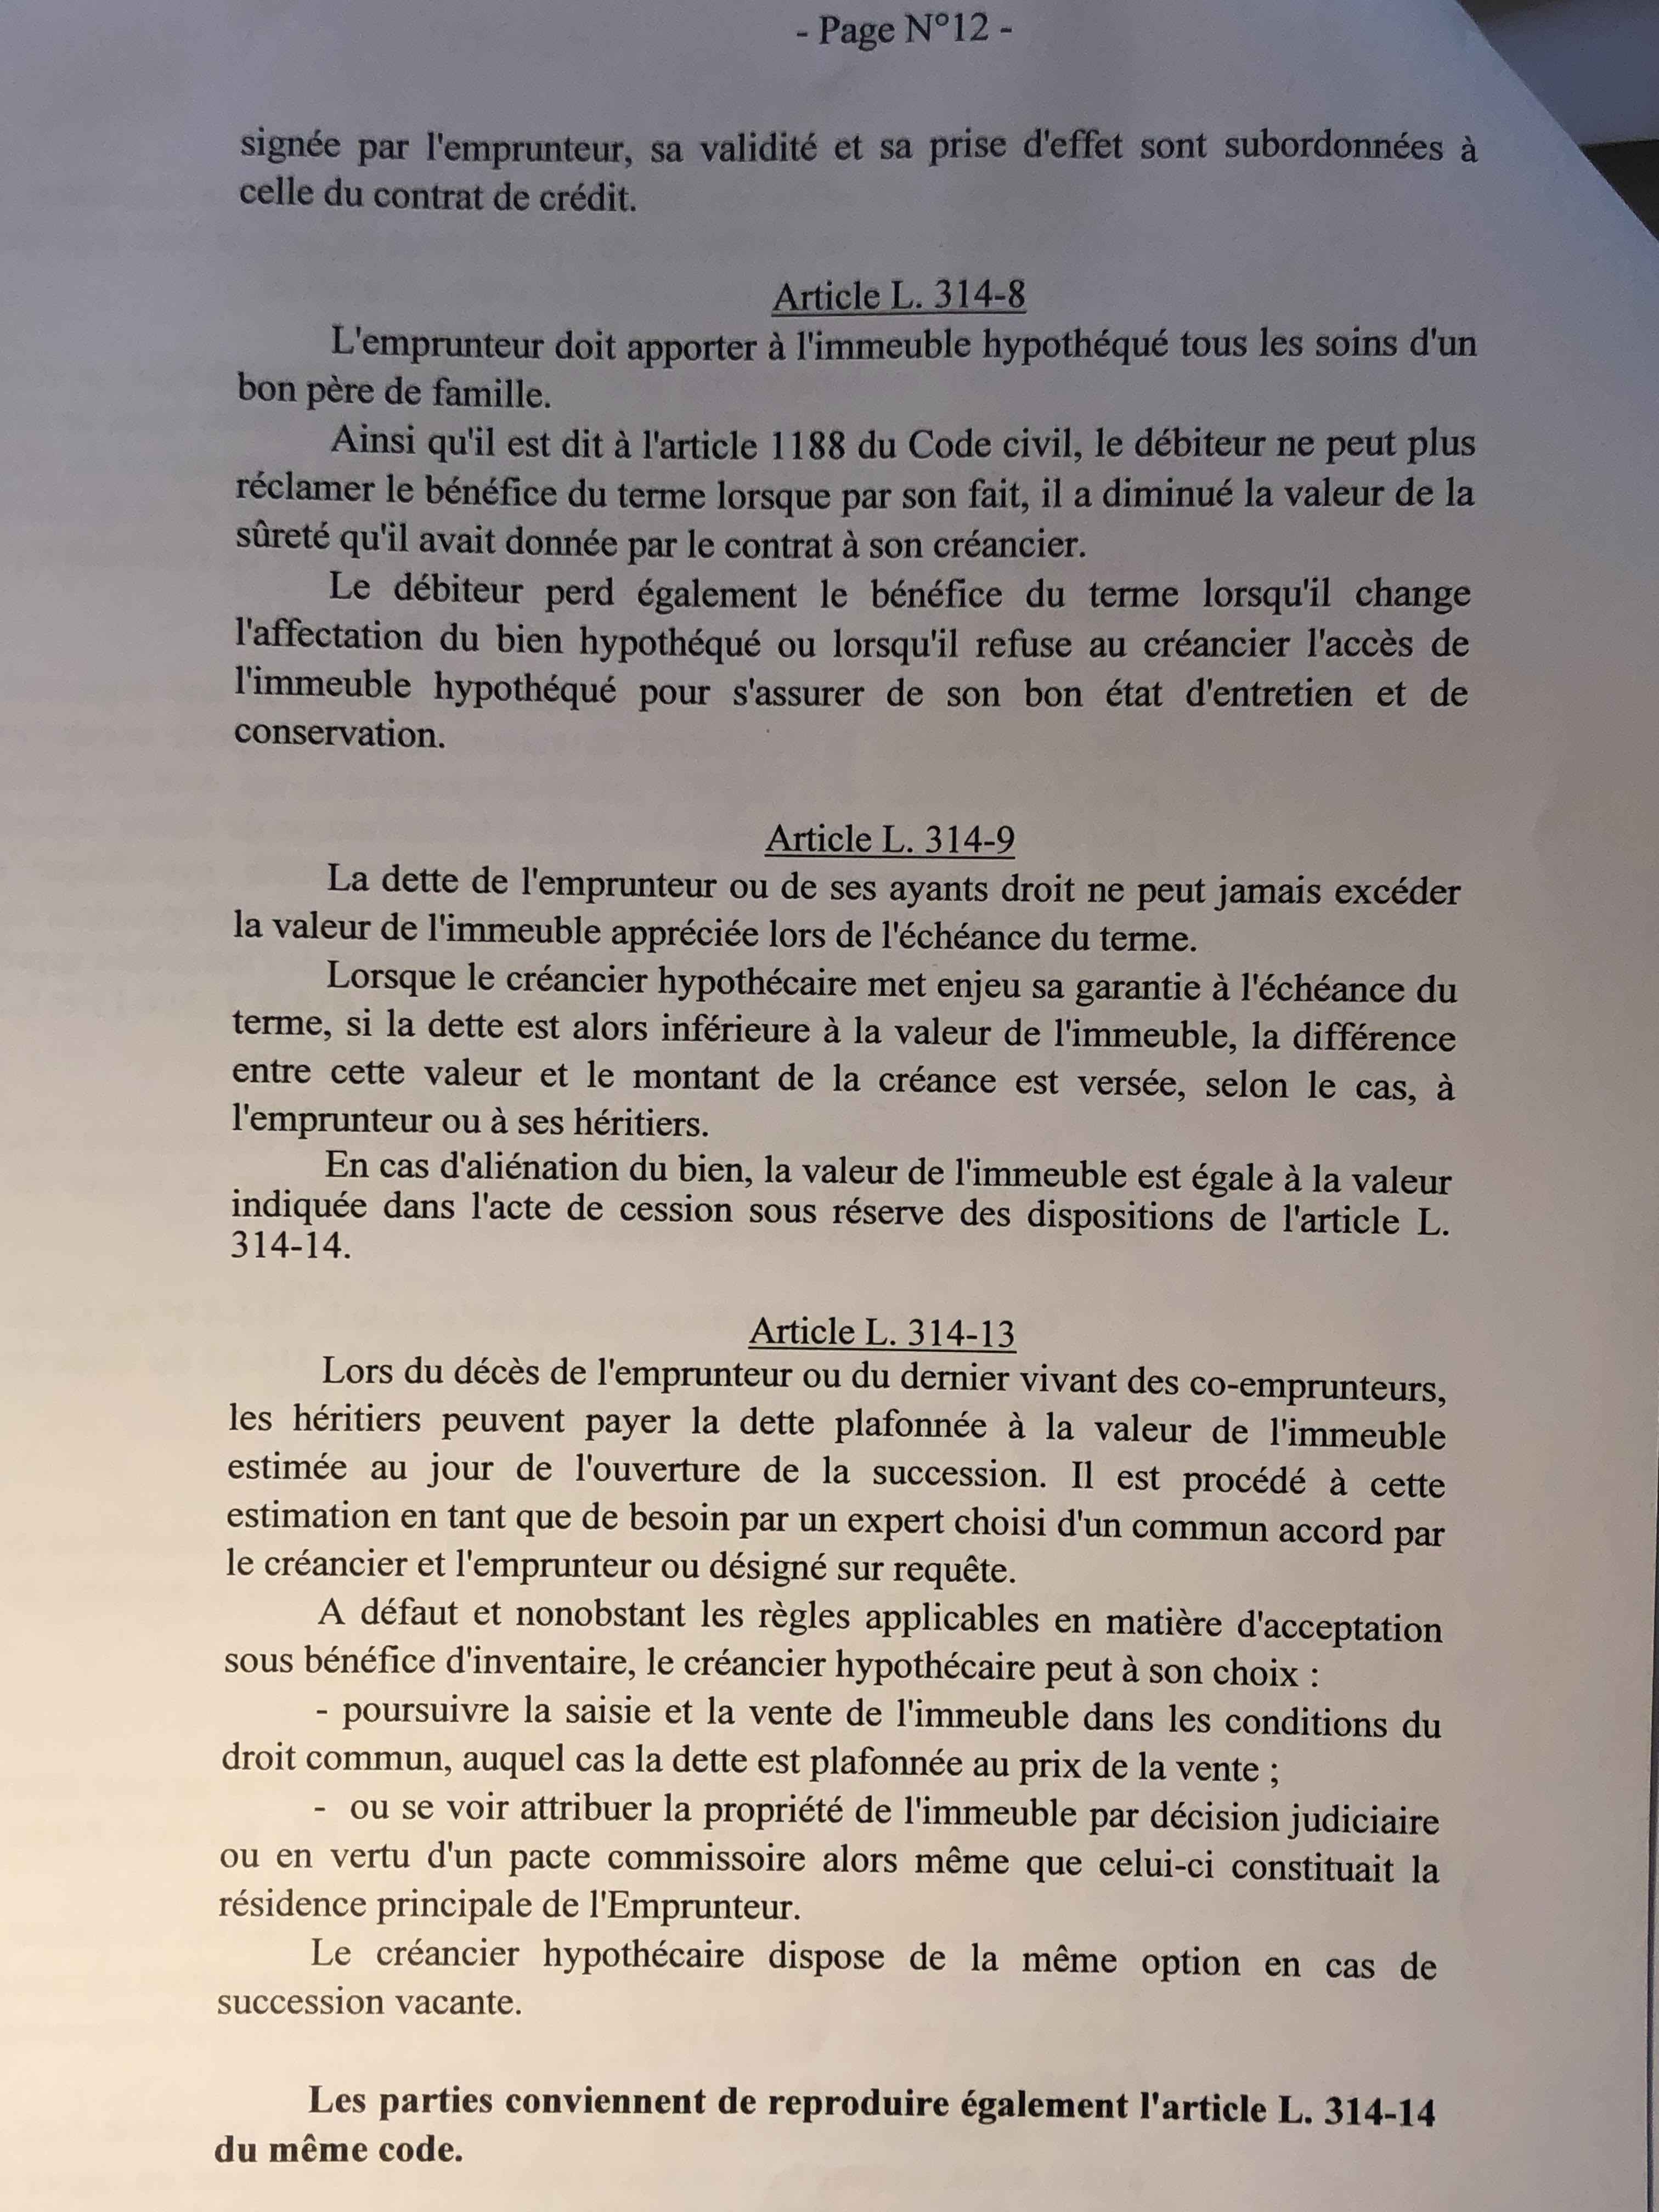 - Page N°12 -
signée par l'emprunteur, sa validité et sa prise d'effet sont subordonnées à
celle du contrat de crédit.
Article L. 314-8
L'emprunteur doit apporter à l'immeuble hypothéqué tous les soins d'un
bon père de famille.
Ainsi qu'il est dit à l'article 1188 du Code civil, le débiteur ne peut plus
réclamer le bénéfice du terme lorsque par son fait, il a diminué la valeur de la
sûreté qu'il avait donnée par le contrat à son créancier.
Le débiteur perd également le bénéfice du terme lorsqu'il change
l'affectation du bien hypothéqué ou lorsqu'il refuse au créancier l'accès de
l'immeuble hypothéqué pour s'assurer de son bon état d'entretien et de
conservation.
Article L. 314-9
La dette de l'emprunteur ou de ses ayants droit ne peut jamais excéder
la valeur de l'immeuble appréciée lors de l'échéance du terme.
Lorsque le créancier hypothécaire met enjeu sa garantie à l'échéance du
terme, si la dette est alors inférieure à la valeur de l'immeuble, la différence
entre cette valeur et le montant de la créance est versée, selon le cas, à
l'emprunteur ou à ses héritiers.
En cas d'aliénation du bien, la valeur de l'immeuble est égale à la valeur
indiquée dans l'acte de cession sous réserve des dispositions de l'article L.
314-14.
Article L. 314-13
Lors du décès de l'emprunteur ou du dernier vivant des co-emprunteurs,
les héritiers peuvent payer la dette plafonnée à la valeur de l'immeuble
estimée au jour de l'ouverture de la succession. Il est procédé à cette
estimation en tant que de besoin par un expert choisi d'un commun accord par
le créancier et l'emprunteur ou désigné sur requête.
A défaut et nonobstant les règles applicables en matière d'acceptation
sous bénéfice d'inventaire, le créancier hypothécaire peut à son choix :
- poursuivre la saisie et la vente de l'immeuble dans les conditions du
droit commun, auquel cas la dette est plafonnée au prix de la vente ;
- ou se voir attribuer la propriété de l'immeuble par décision judiciaire
ou en vertu d'un pacte commissoire alors même que celui-ci constituait la
résidence principale de l'Emprunteur.
Le créancier hypothécaire dispose de la même option en cas de
succession vacante.
Les parties conviennent de reproduire également l'article L. 314-14
du même code.